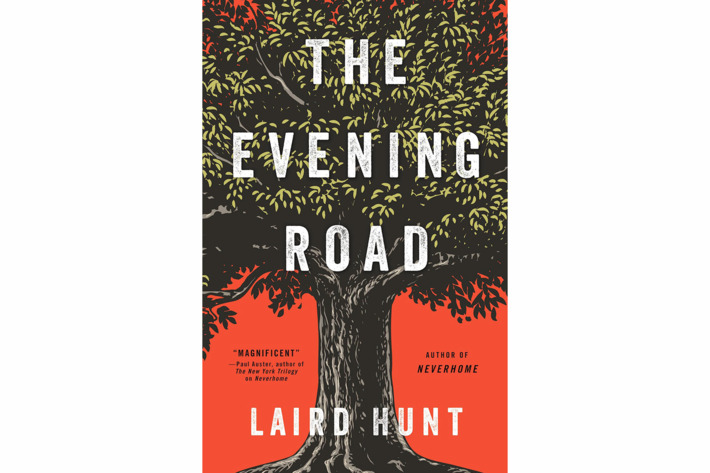 THE
EVENING
ROAD
"MAGNIFICENT"
—Paul Auster, author of
The New York Trilogy
on Neverhome
AUTHOR OF
NEVERHOME
LAIRD HUNT